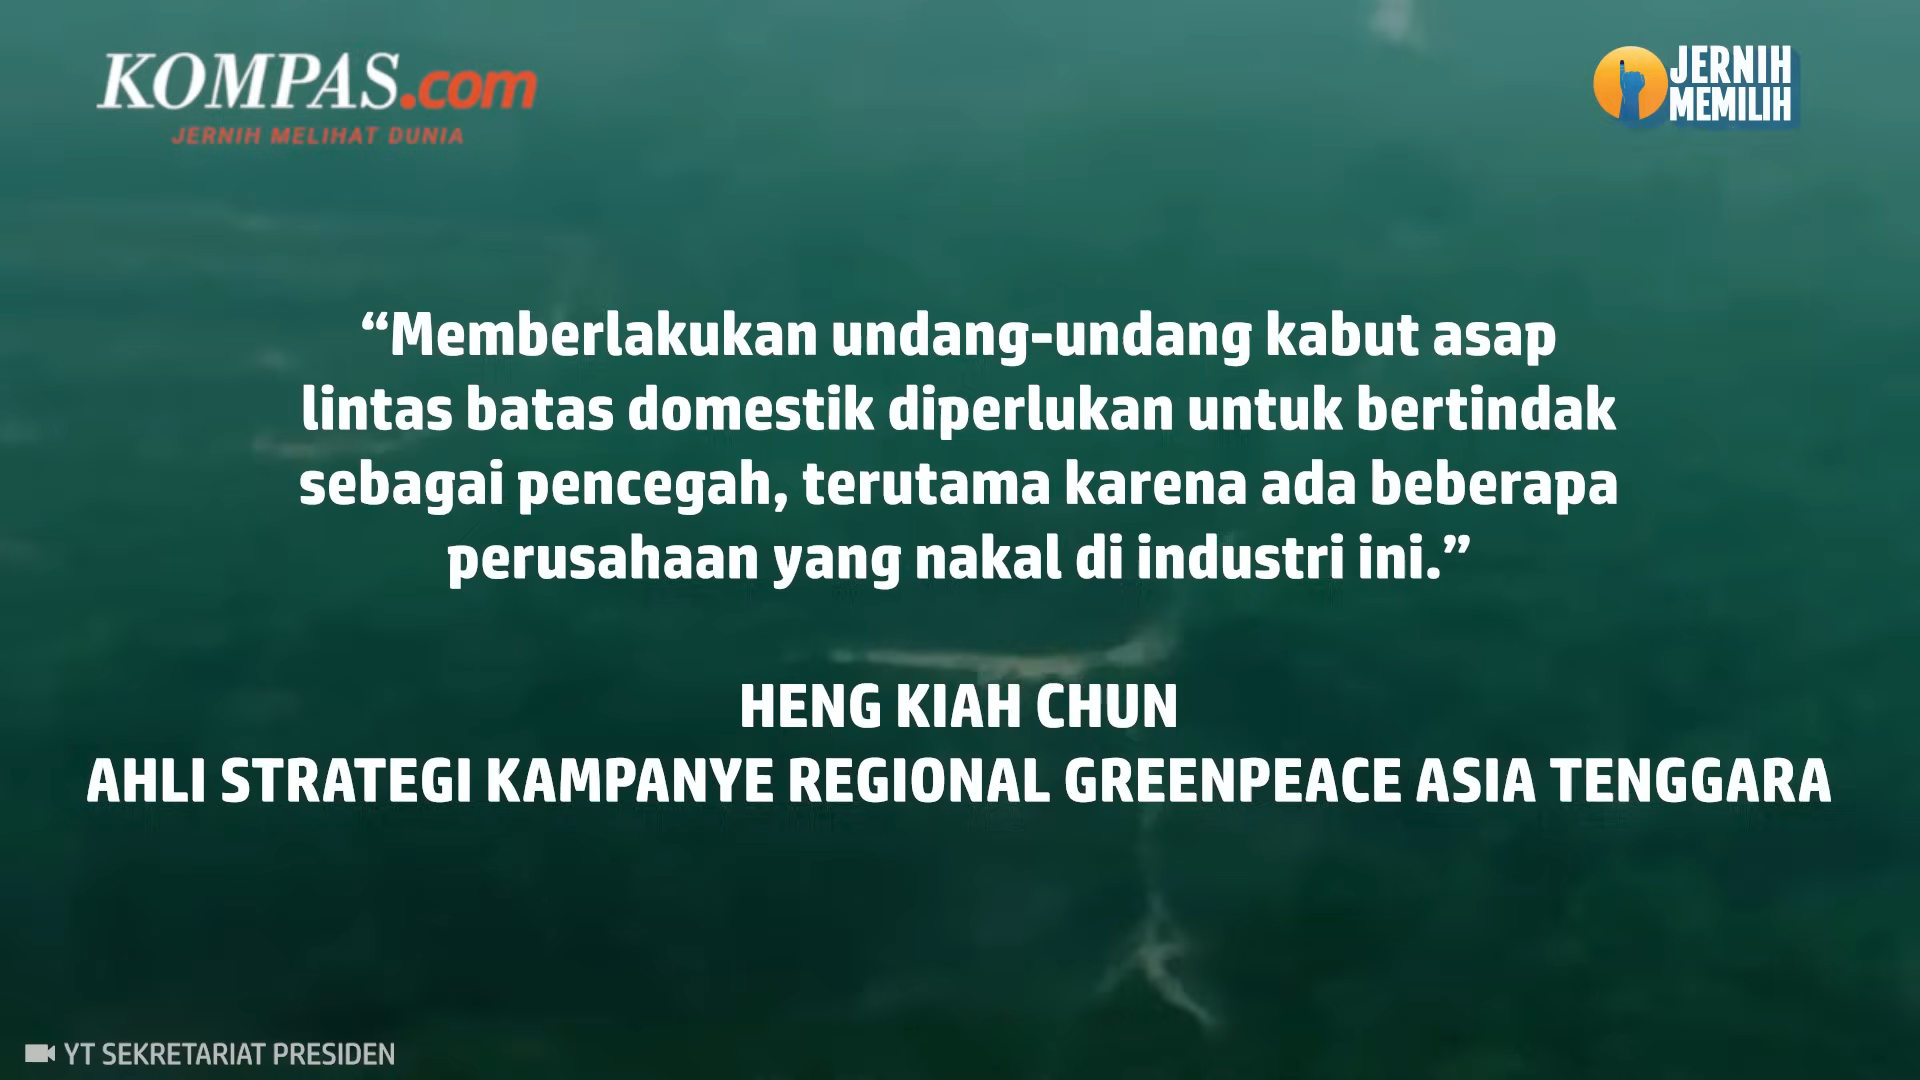 KOMPAS.com
JERNIH MELIHAT DUNIA
JERNIH
MEMILIH
“Memberlakukan undang-undang kabut asap
lintas batas domestik diperlukan untuk bertindak
sebagai pencegah, terutama karena ada beberapa
perusahaan yang nakal di industri ini.”
HENG KIAH CHUN
AHLI STRATEGI KAMPANYE REGIONAL GREENPEACE ASIA TENGGARA
YT SEKRETARIAT PRESIDEN